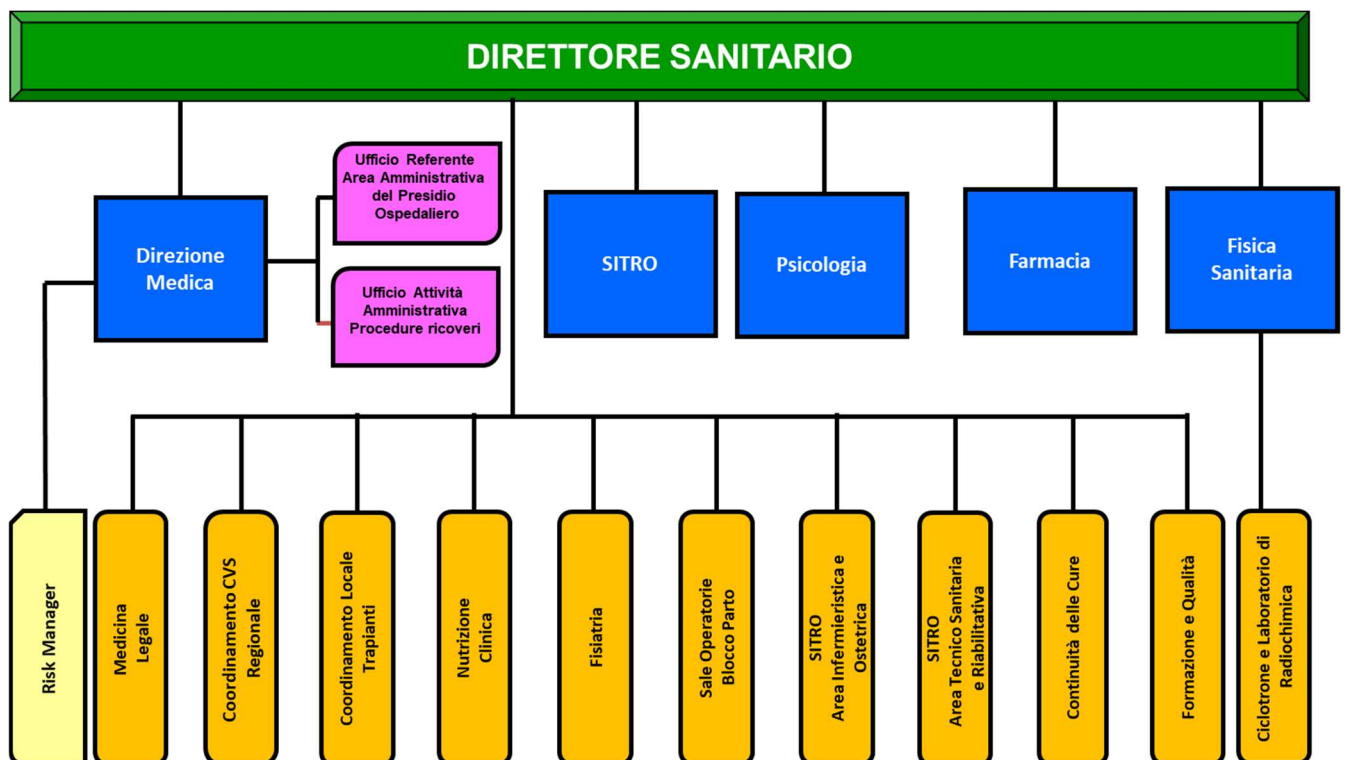 DIRETTORE SANITARIO
Ufficio Referente
Area Amministrativa
del Presidio
Ospedaliero
Direzione
Medica
Ufficio Attività
Amministrativa
Procedure ricoveri
SITRO
Psicologia
Farmacia
Fisica
Sanitaria
Risk Manager
Medicina
Legale
Coordinamento CVS
Regionale
Coordinamento Locale
Trapianti
Nutrizione
Clinica
Fisiatria
Sale Operatorie
Blocco Parto
SITRO
Area Infermieristica e
Ostetrica
SITRO
Area Tecnico Sanitaria
e Riabilitativa
Continuità delle Cure
Formazione e Qualità
Ciclotrone e Laboratorio di
Radiochimica